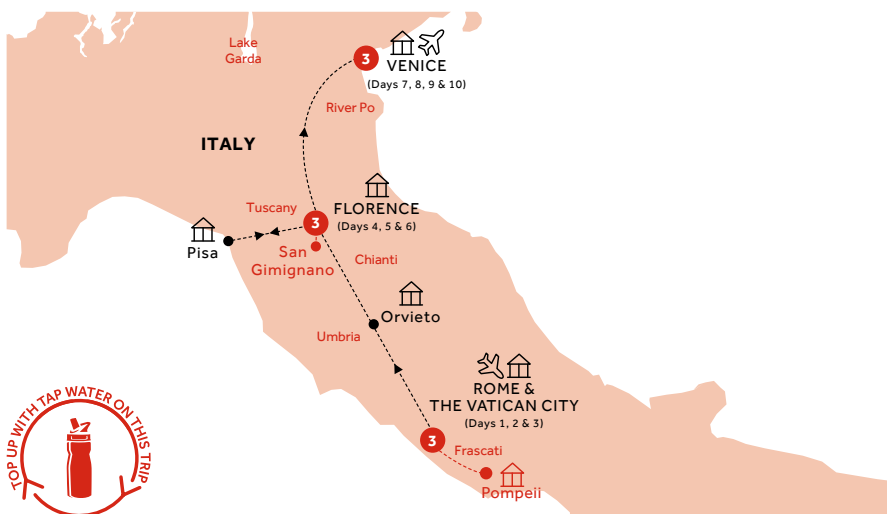 Lake
Garda
3
VENICE
(Days 7, 8, 9 & 10)
River Po
ITALY
Tuscany
3
FLORENCE
(Days 4, 5 & 6)
Pisa
San
Gimignano
Chianti
Orvieto
Umbria
ROME &
THE VATICAN CITY
(Days 1, 2 & 3)
3
Frascati
Pompeii
TOP UP WITH TAP WATER ON THIS TRIP